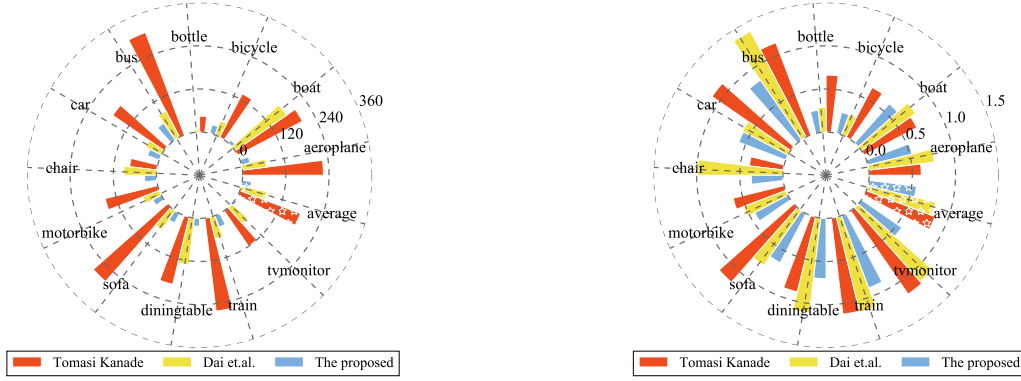 bottle
bicycle
bus
boat
360
240
car
120
0
aeroplane
chair
average
motorbike
tvmonitor
sofa
diningtable
train
Tomasi Kanade Dai et.al. The proposed
bottle
bicycle
bus
boat
1.5
1.0
car
0.5
0.0
aeroplane
chair
average
motorbike
tvmonitor
sofa
diningtable
train
Tomasi Kanade Dai et.al. The proposed